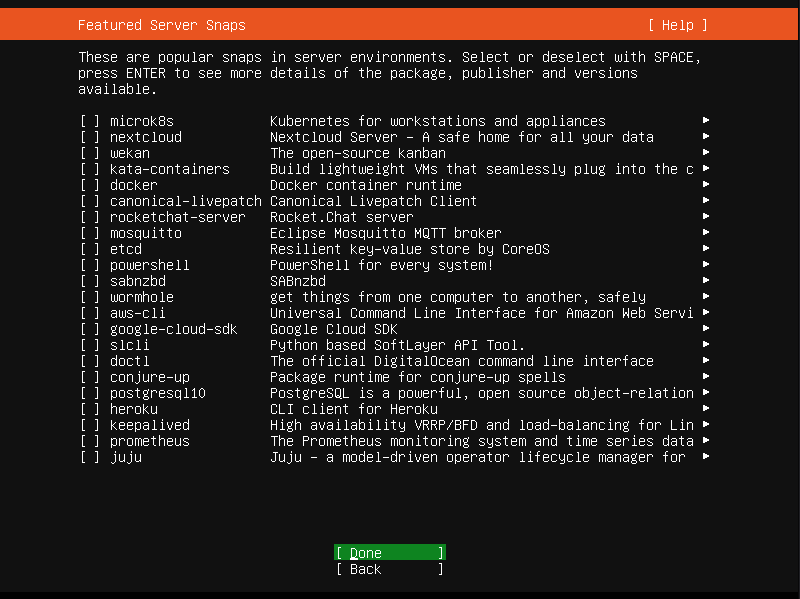 Featured Server Snaps [ Help ]
These are popular snaps in server environments. Select or deselect with SPACE,
press ENTER to see more details of the package, publisher and versions
available.
[ ] microk8s Kubernetes for workstations and appliances ▸
[ ] nextcloud Nextcloud Server - A safe home for all your data ▸
[ ] wekan The open-source kanban ▸
[ ] kata-containers Build lightweight VMs that seamlessly plug into the c ▸
[ ] docker Docker container runtime ▸
[ ] canonical-livepatch Canonical Livepatch Client ▸
[ ] rocketchat-server Rocket.Chat server ▸
[ ] mosquitto Eclipse Mosquitto MQTT broker ▸
[ ] etcd Resilient key-value store by CoreOS ▸
[ ] powershell PowerShell for every system! ▸
[ ] sabnzbd SABnzbd ▸
[ ] wormhole get things from one computer to another, safely ▸
[ ] aws-cli Universal Command Line Interface for Amazon Web Servi ▸
[ ] google-cloud-sdk Google Cloud SDK ▸
[ ] slcli Python based SoftLayer API Tool. ▸
[ ] doctl The official DigitalOcean command line interface ▸
[ ] conjure-up Package runtime for conjure-up spells ▸
[ ] postgresql10 PostgreSQL is a powerful, open source object-relation ▸
[ ] heroku CLI client for Heroku ▸
[ ] keepalived High availability VRRP/BFD and load-balancing for Lin ▸
[ ] prometheus The Prometheus monitoring system and time series data ▸
[ ] juju Juju - a model-driven operator lifecycle manager for ▸
[ Done ]
[ Back ]